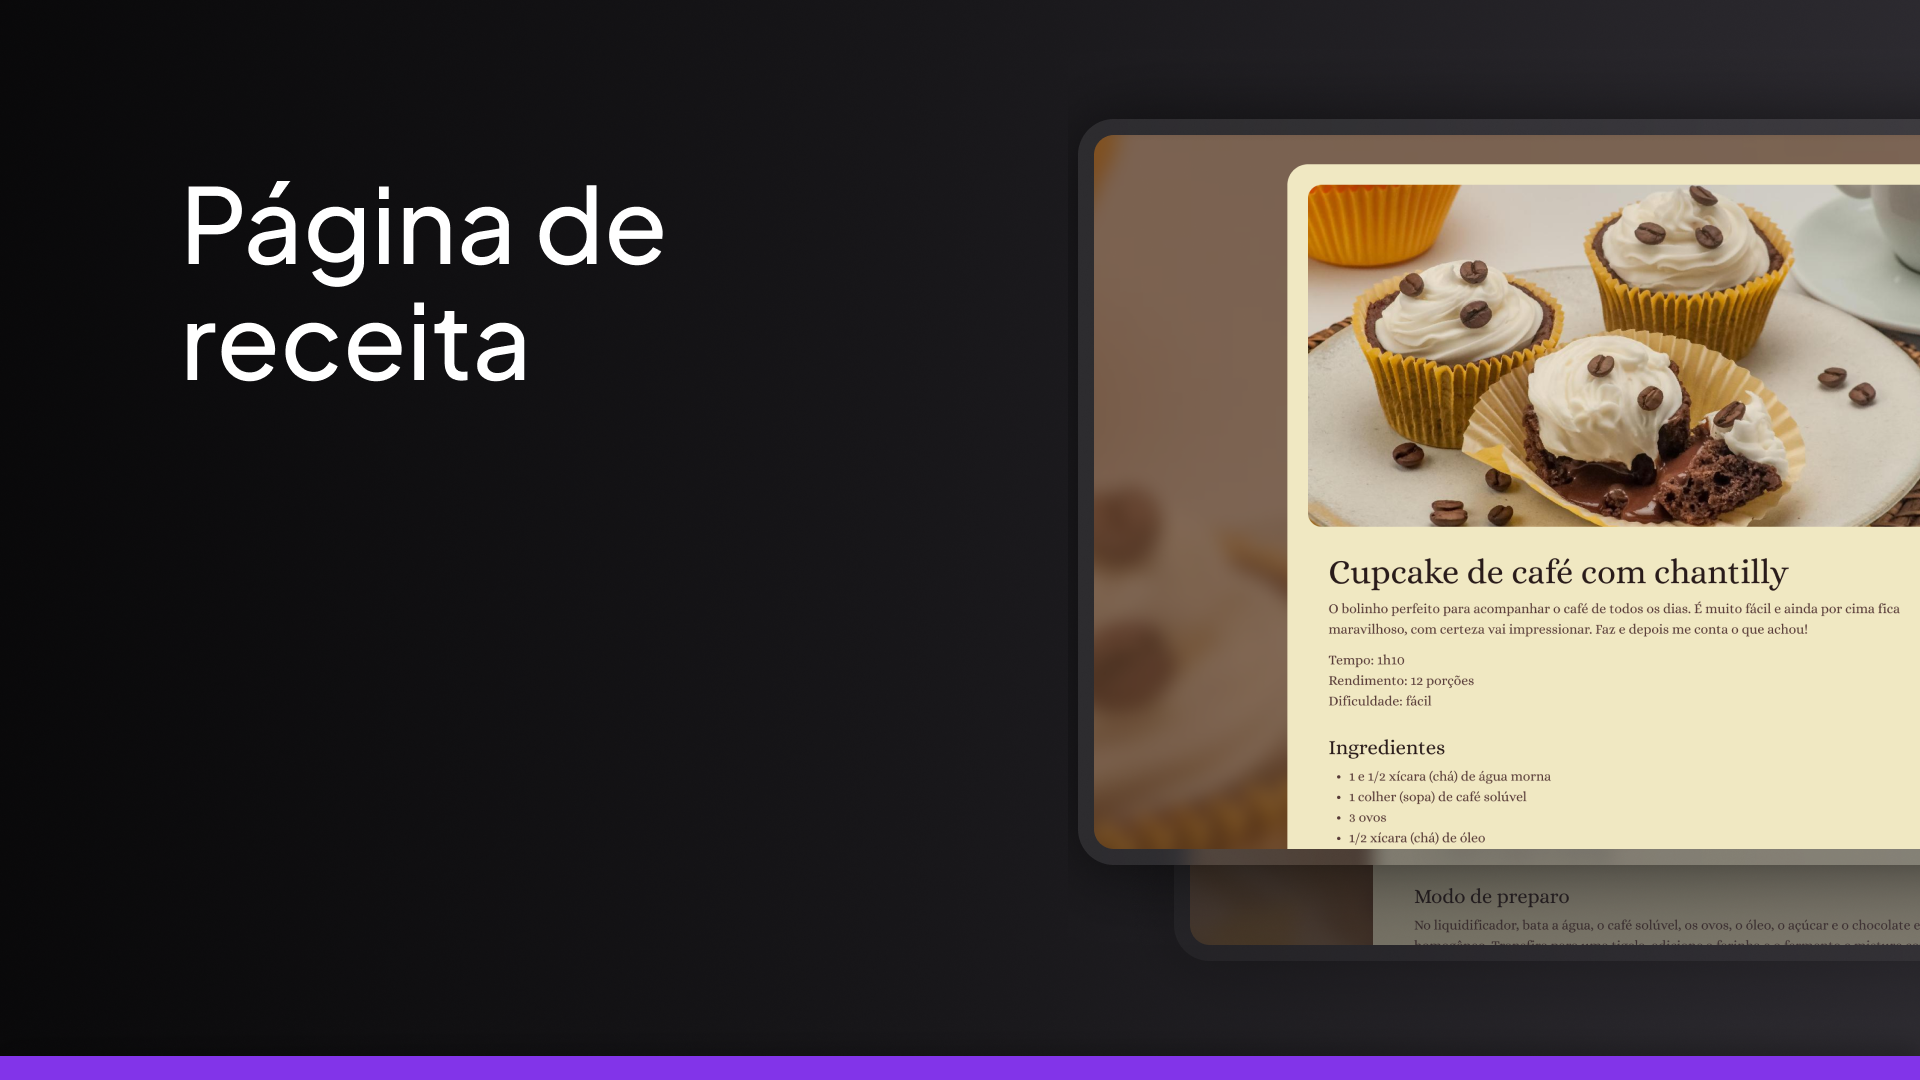 Página de
receita
Cupcake de café com chantilly
O bolinho perfeito para acompanhar o café de todos os dias. É muito fácil e ainda por cima fica
maravilhoso, com certeza vai impressionar. Faz e depois me conta o que achou!
Tempo: 1h10
Rendimento: 12 porções
Dificuldade: fácil
Ingredientes
• 1 e 1/2 xícara (chá) de água morna
• 1 colher (sopa) de café solúvel
• 3 ovos
• 1/2 xícara (chá) de óleo
Modo de preparo
No liquidificador, bata a água, o café solúvel, os ovos, o óleo, o açúcar e o chocolate